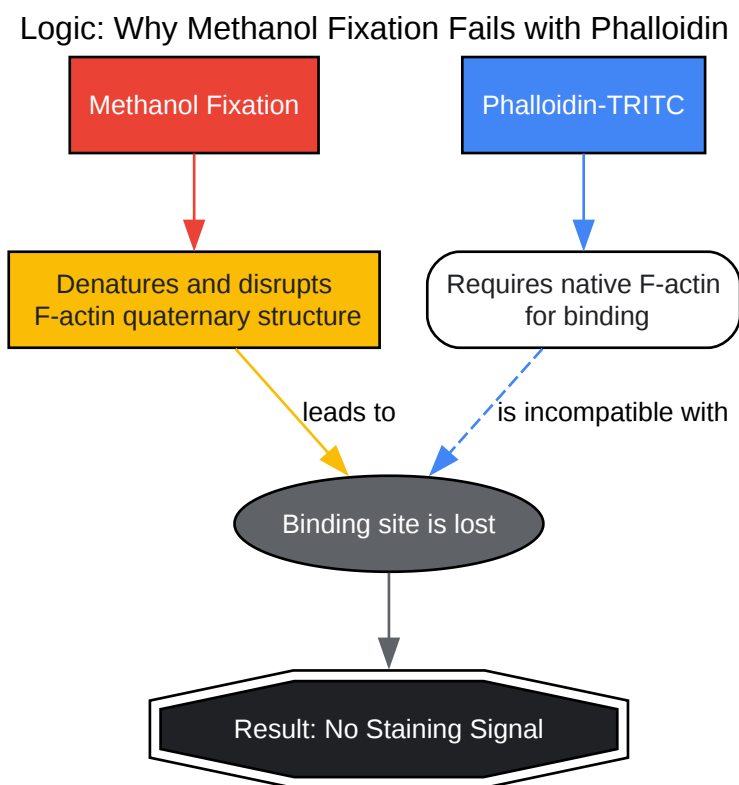 Logic: Why Methanol Fixation Fails with Phalloidin
Methanol Fixation
Phalloidin-TRITC
Denatures and disrupts
F-actin quaternary structure
Requires native F-actin
for binding
leads to
is incompatible with
Binding site is lost
Result: No Staining Signal